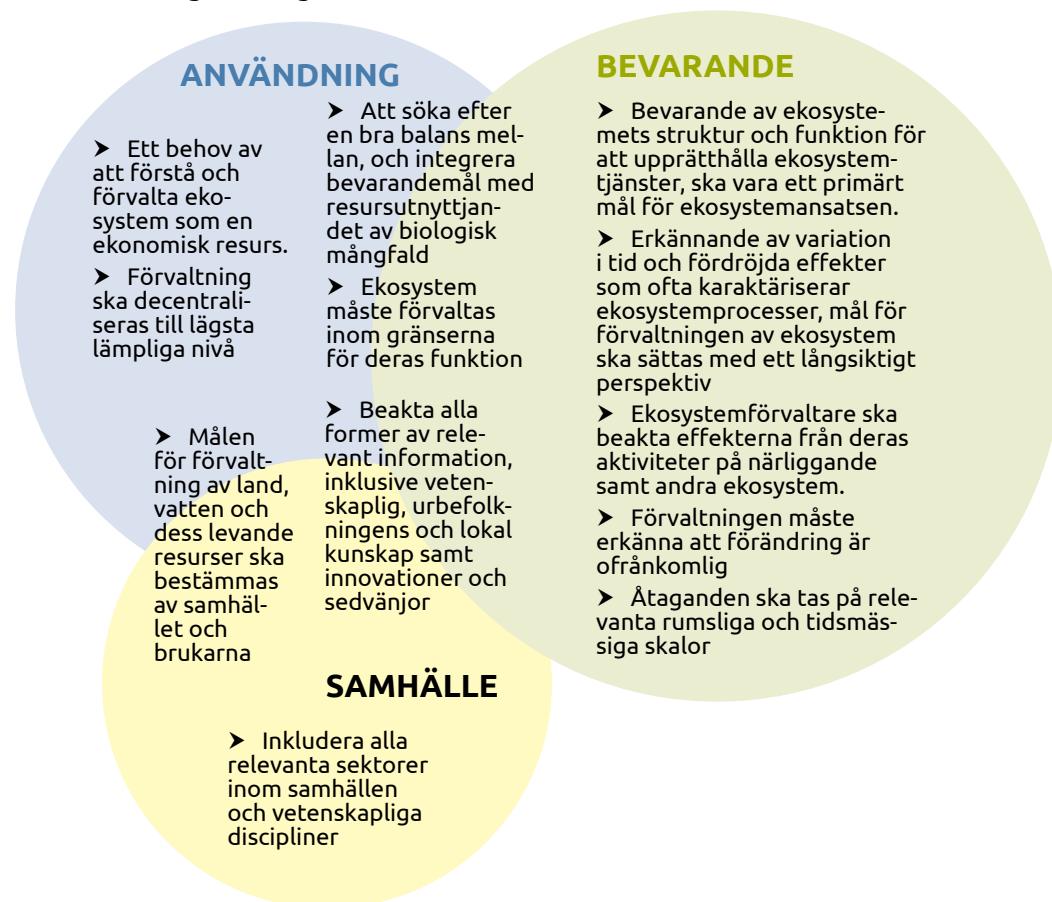 ANVÄNDNING
➤ Ett behov av
att förstå och
förvalta eko-
system som en
ekonomisk resurs.
➤ Förvaltning
ska decentrali-
seras till lägsta
lämpliga nivå
➤ Att söka efter
en bra balans mel-
lan, och integrera
bevarandemål med
resursutnyttjan-
det av biologisk
mångfald
➤ Ekosystem
måste förvaltas
inom gränserna
för deras funktion
BEVARANDE
➤ Bevarande av ekosyste-
mets struktur och funktion för
att upprätthålla ekosystem-
tjänster, ska vara ett primärt
mål för ekosystemansatsen.
➤ Erkännande av variation
i tid och fördröjda effekter
som ofta karaktäriserar
ekosystemprocesser, mål för
förvaltningen av ekosystem
ska sättas med ett långsiktigt
perspektiv
➤ Ekosystemförvaltare ska
beakta effekterna från deras
aktiviteter på närliggande
samt andra ekosystem.
➤ Förvaltningen måste
erkänna att förändring är
ofrånkomlig
➤ Åtaganden ska tas på rele-
vanta rumsliga och tidsmäs-
siga skalor
➤ Målen
för förvalt-
ning av land,
vatten och
dess levande
resurser ska
bestämmas
av samhäl-
let och
brukarna
➤ Beakta alla
former av rele-
vant information,
inklusive veten-
skaplig, urbefolk-
ningens och lokal
kunskap samt
innovationer och
sedvänjor
SAMHÄLLE
➤ Inkludera alla
relevanta sektorer
inom samhällen
och vetenskapliga
discipliner